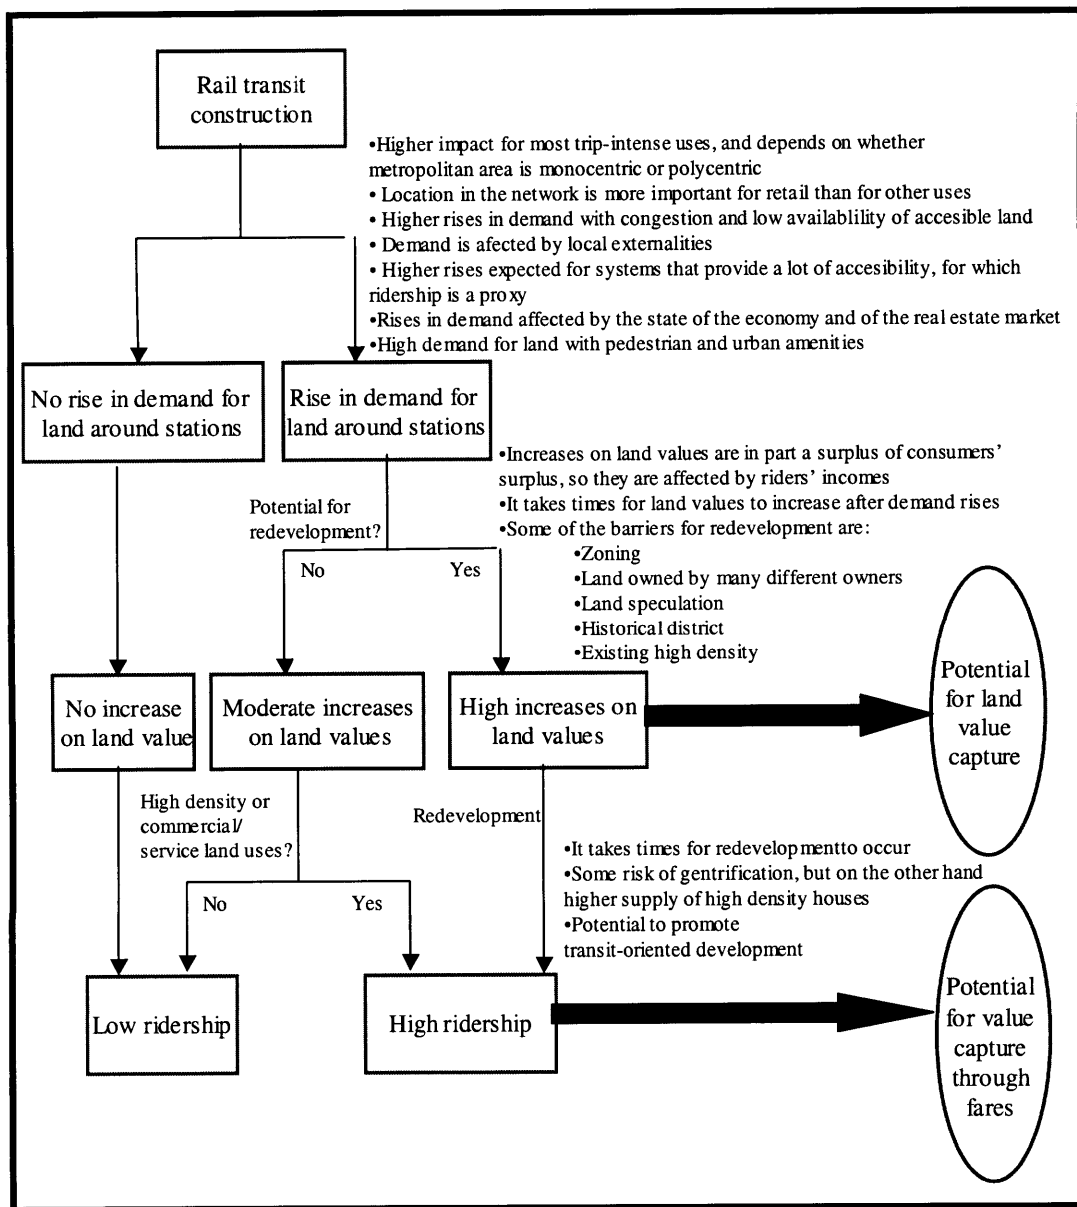 Rail transit
construction
•Higher impact for most trip-intense uses, and depends on whether
metropolitan area is monocentric or polycentric
• Location in the network is more important for retail than for other uses
• Higher rises in demand with congestion and low availablility of accesible land
• Demand is afected by local externalities
• Higher rises expected for systems that provide a lot of accesibility, for which
ridership is a proxy
•Rises in demand affected by the state of the economy and of the real estate market
•High demand for land with pedestrian and urban amenities
No rise in demand for
land around stations
Rise in demand for
land around stations
•Increases on land values are in part a surplus of consumers’
surplus, so they are affected by riders’ incomes
•It takes times for land values to increase after demand rises
•Some of the barriers for redevelopment are:
•Zoning
•Land owned by many different owners
•Land speculation
•Historical district
•Existing high density
Potential for
redevelopment?
No
Yes
No increase
on land value
Moderate increases
on land values
High increases on
land values
Potential
for land
value
capture
High density or
commercial/
service land uses?
No
Yes
Redevelopment
•It takes times for redevelopmentto occur
•Some risk of gentrification, but on the other hand
higher supply of high density houses
•Potential to promote
transit-oriented development
Low ridership
High ridership
Potential
for value
capture
through
fares